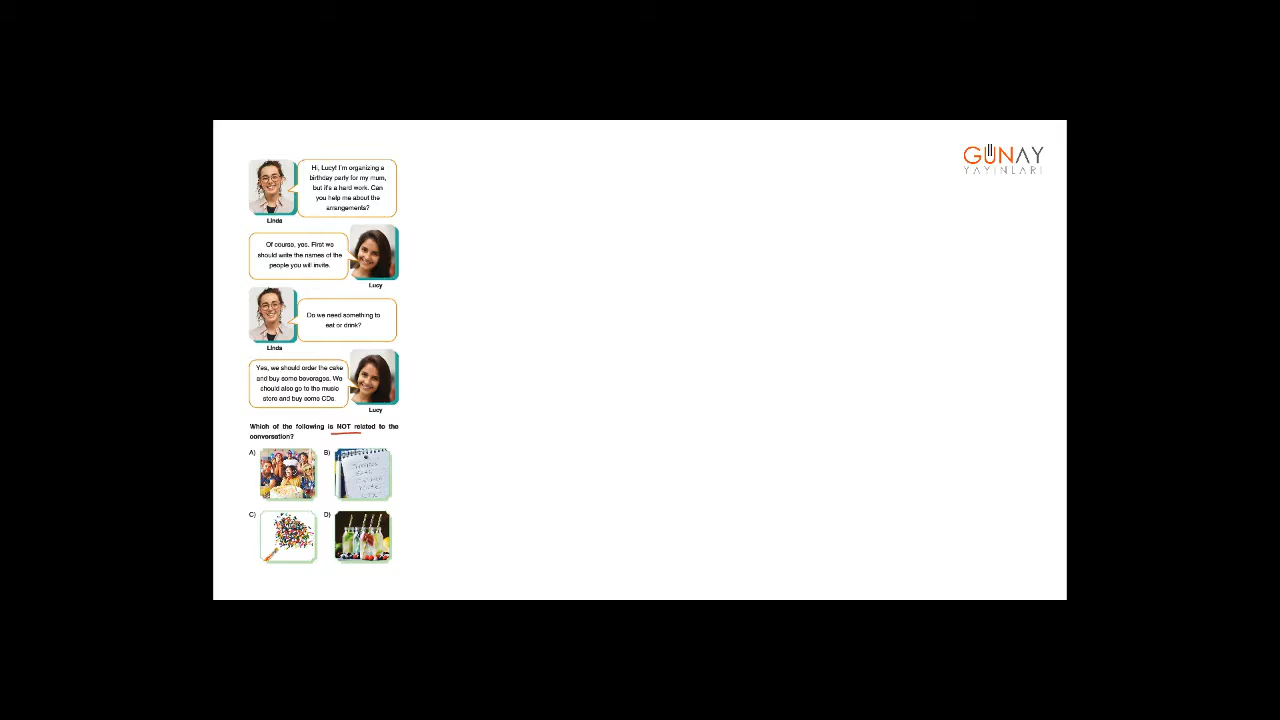 GÜNAY
YAYINLARI
Hi, Lucy! I'm organizing a
birthday party for my mum,
but it's a hard work. Can
you help me about the
arrangements?
Linda
Of course, yes. First we
should write the names of the
people you will invite.
Lucy
Do we need something to
eat or drink?
Linda
Yes, we should order the cake
and buy some beverages. We
should also go to the music
store and buy some CDs.
Lucy
Which of the following is NOT related to the
conversation?
A)
B)
C)
D)